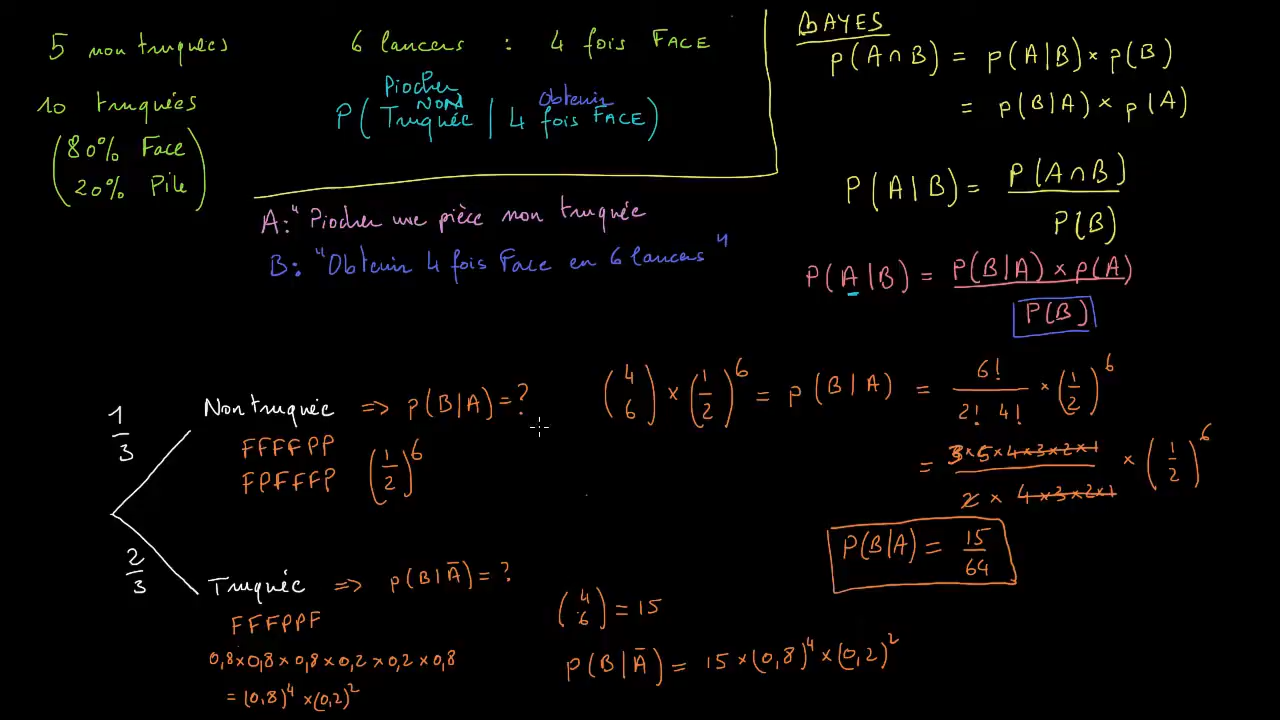 5 non truquées
10 truquées
(80% Face
20% Pile)
6 lancers : 4 fois FACE
Piocher NON Obtenir
P( Truquée | 4 fois FACE)
BAYES
p(A∩B) = p(A|B) × p(B)
= p(B|A) × p(A)
P(A|B) = P(A∩B) / P(B)
P(A|B) = P(B|A) × p(A) / P(B)
A: "Piocher une pièce non truquée
B: "Obtenir 4 fois Face en 6 lancers"
1/3
Non truquée => p(B|A) = ?
FFFFPP
FPFFFP (1/2)^6
(4 6) × (1/2)^6 = p(B|A) = 6! / 2! 4! × (1/2)^6
= 3×5×4×3×2×1 / 2 × 4×3×2×1 × (1/2)^6
P(B|A) = 15/64
2/3
Truquée => p(B|Ā) = ?
FFFPPF
0,8×0,8×0,8×0,2×0,2×0,8
= (0,8)^4 × (0,2)^2
(4 6) = 15
P(B|Ā) = 15 × (0,8)^4 × (0,2)^2